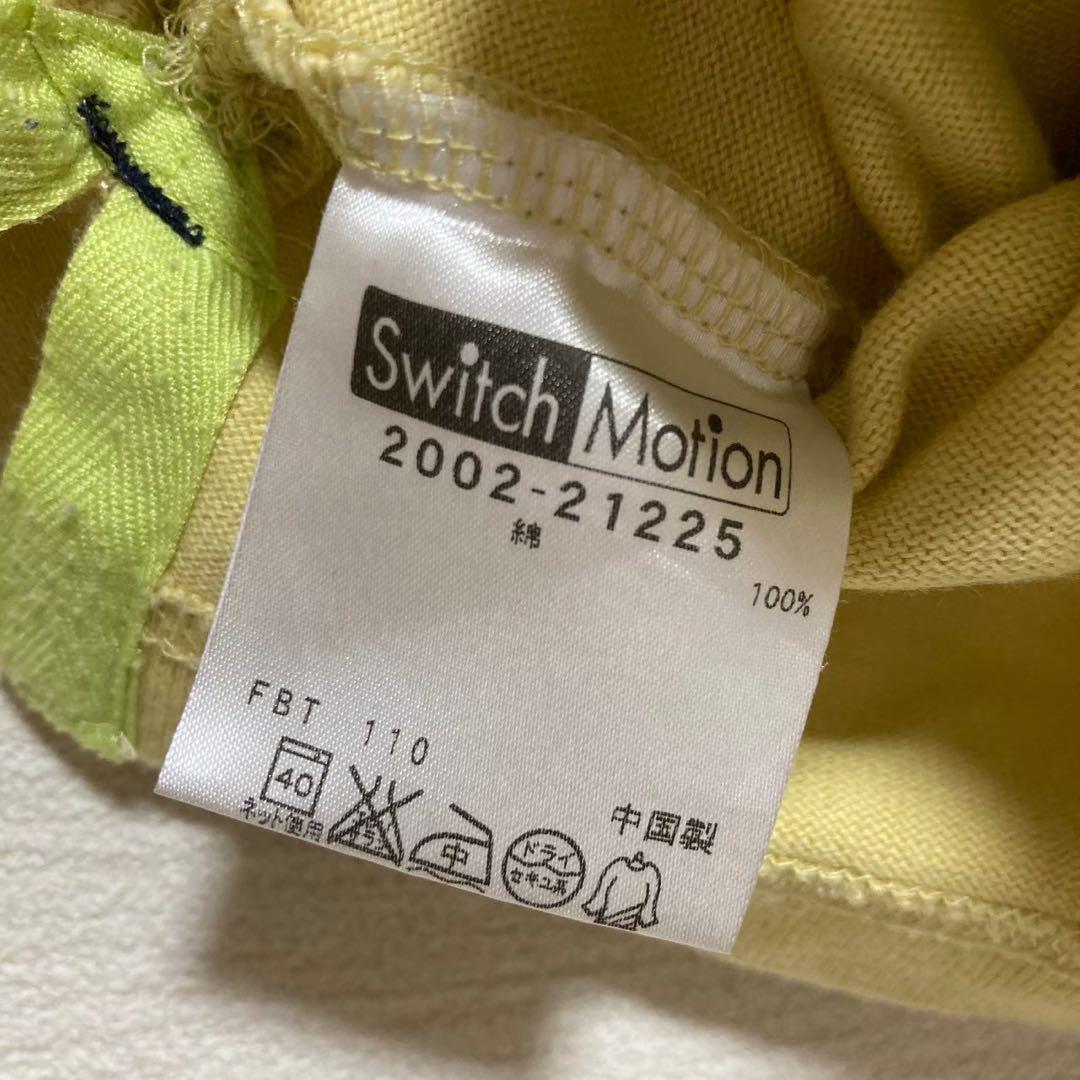 Switch Motion
2002-21225
綿
100%
FBT 110
40
ネット使用
中
ドライ
セキユ系
中国製